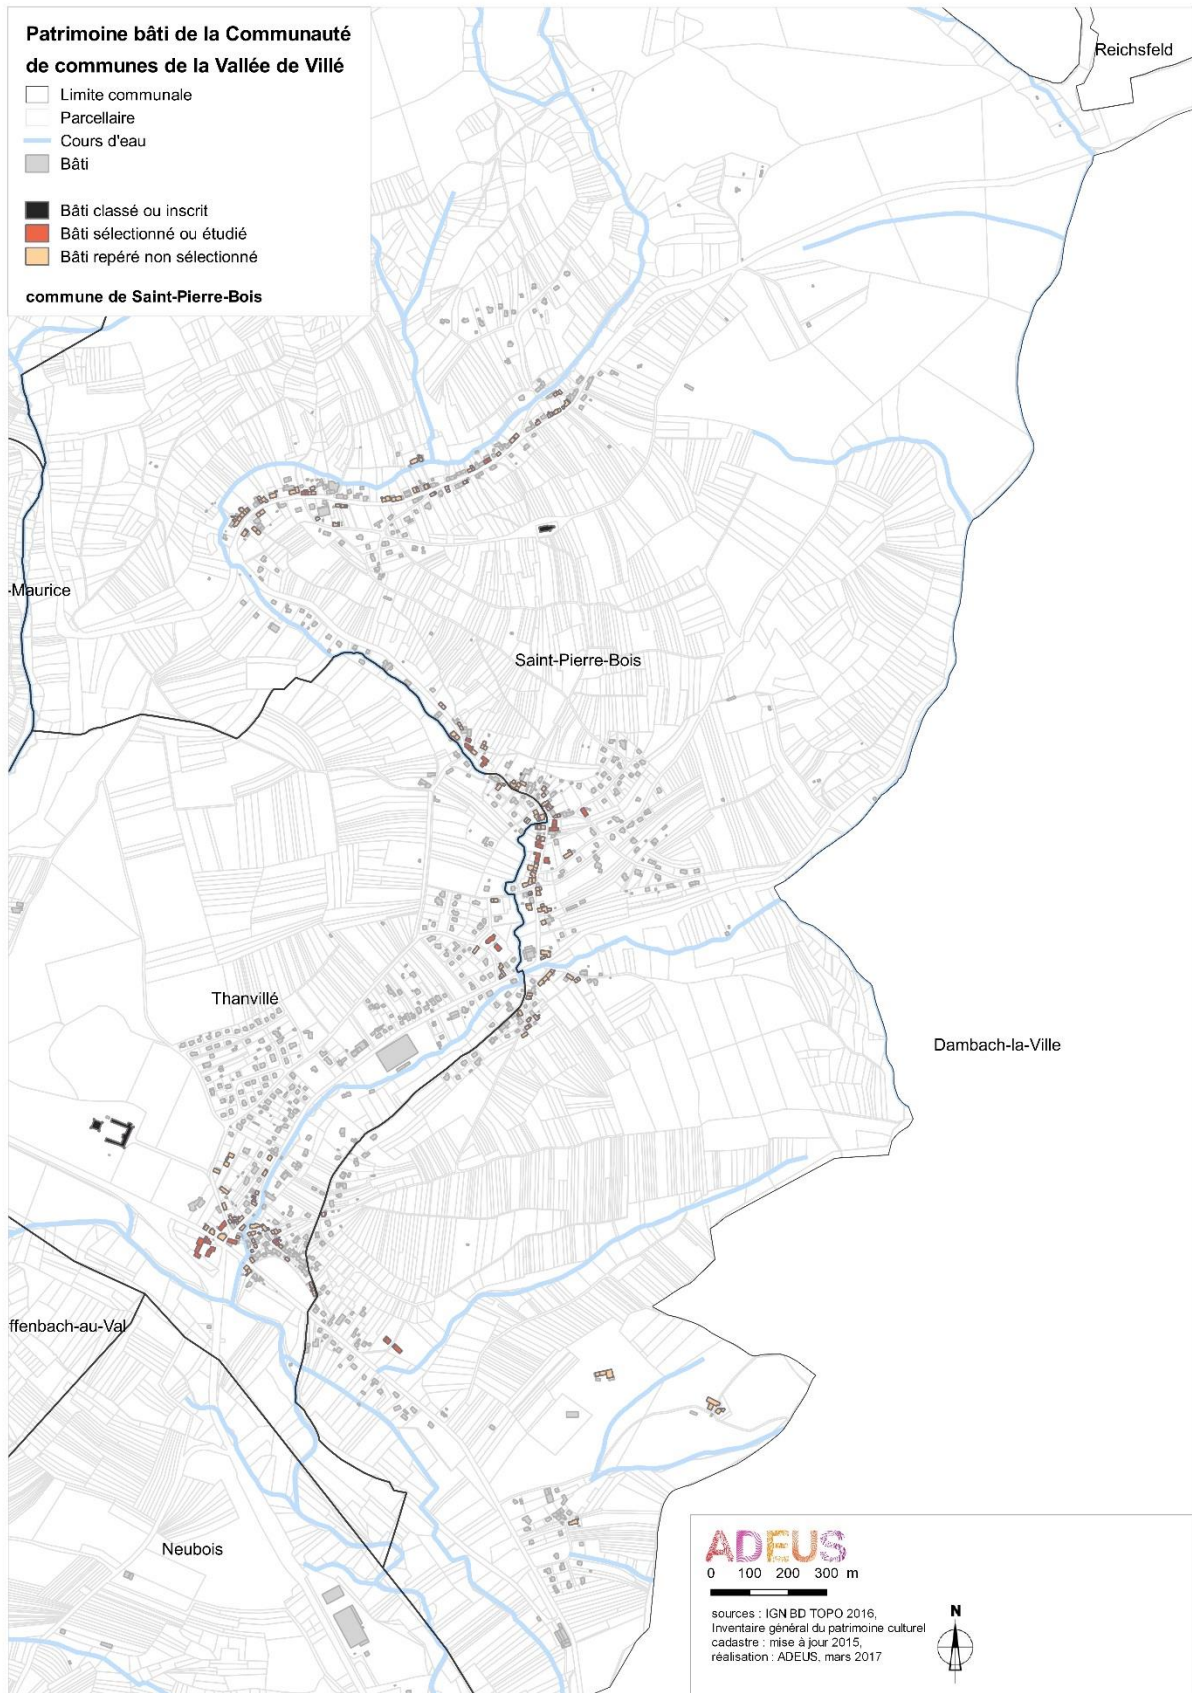 Patrimoine bâti de la Communauté
de communes de la Vallée de Villé
Limite communale
Parcellaire
Cours d'eau
Bâti
Bâti classé ou inscrit
Bâti sélectionné ou étudié
Bâti repéré non sélectionné
commune de Saint-Pierre-Bois
Reichsfeld
-Maurice
Saint-Pierre-Bois
Thanvillé
Dambach-la-Ville
ffenbach-au-Val
Neubois
ADEUS
0 100 200 300 m
sources : IGN BD TOPO 2016,
Inventaire général du patrimoine culturel
cadastre : mise à jour 2015,
réalisation : ADEUS, mars 2017
N